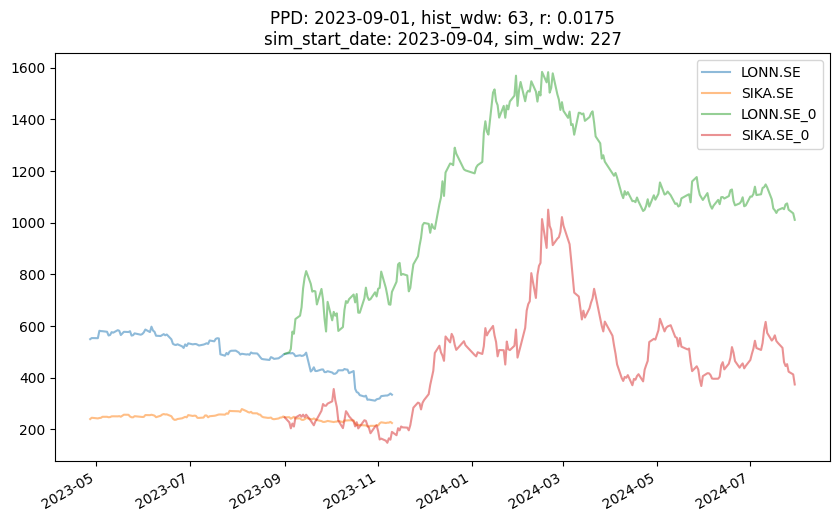 PPD: 2023-09-01, hist_wdw: 63, r: 0.0175
sim_start_date: 2023-09-04, sim_wdw: 227
LONN.SE
SIKA.SE
LONN.SE_0
SIKA.SE_0
1600
1400
1200
1000
800
600
400
200
2023-05
2023-07
2023-09
2023-11
2024-01
2024-03
2024-05
2024-07